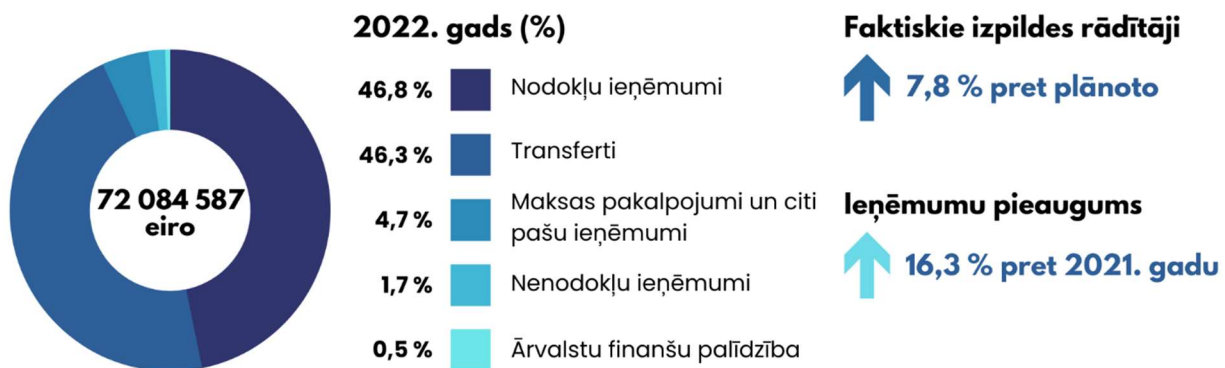 72 084 587
eiro
2022. gads (%)
46,8 % Nodokļu ieņēmumi
46,3 % Transferti
4,7 % Maksas pakalpojumi un citi
pašu ieņēmumi
1,7 % Nenodokļu ieņēmumi
0,5 % Ārvalstu finanšu palīdzība
Faktiskie izpildes rādītāji
7,8 % pret plānoto
Ieņēmumu pieaugums
16,3 % pret 2021. gadu